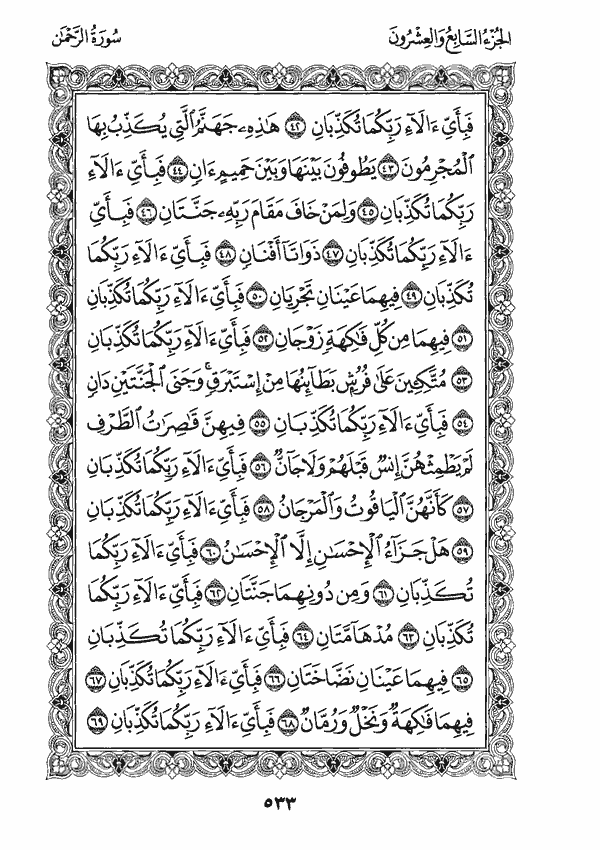 الجزء السابع والعشرون
سورة الرحمن
فَبِأَيِّ ءَالَآءِ رَبِّكُمَا تُكَذِّبَانِ ٤٢ هَٰذِهِۦ جَهَنَّمُ ٱلَّتِى يُكَذِّبُ بِهَا
ٱلْمُجْرِمُونَ ٤٣ يَطُوفُونَ بَيْنَهَا وَبَيْنَ حَمِيمٍ ءَانٍ ٤٤ فَبِأَيِّ ءَالَآءِ
رَبِّكُمَا تُكَذِّبَانِ ٤٥ وَلِمَنْ خَافَ مَقَامَ رَبِّهِۦ جَنَّتَانِ ٤٦ فَبِأَيِّ
ءَالَآءِ رَبِّكُمَا تُكَذِّبَانِ ٤٧ ذَوَاتَآ أَفْنَانٍ ٤٨ فَبِأَيِّ ءَالَآءِ رَبِّكُمَا
تُكَذِّبَانِ ٤٩ فِيهِمَا عَيْنَانِ تَجْرِيَانِ ٥٠ فَبِأَيِّ ءَالَآءِ رَبِّكُمَا تُكَذِّبَانِ
٥١ فِيهِمَا مِن كُلِّ فَٰكِهَةٍ زَوْجَانِ ٥٢ فَبِأَيِّ ءَالَآءِ رَبِّكُمَا تُكَذِّبَانِ
٥٣ مُتَّكِـِٔينَ عَلَىٰ فُرُشٍۭ بَطَآئِنُهَا مِنْ إِسْتَبْرَقٍ ۚ وَجَنَى ٱلْجَنَّتَيْنِ دَانٍ
٥٤ فَبِأَيِّ ءَالَآءِ رَبِّكُمَا تُكَذِّبَانِ ٥٥ فِيهِنَّ قَٰصِرَٰتُ ٱلطَّرْفِ
لَمْ يَطْمِثْهُنَّ إِنسٌ قَبْلَهُمْ وَلَا جَآنٌّ ٥٦ فَبِأَيِّ ءَالَآءِ رَبِّكُمَا تُكَذِّبَانِ
٥٧ كَأَنَّهُنَّ ٱلْيَاقُوتُ وَٱلْمَرْجَانُ ٥٨ فَبِأَيِّ ءَالَآءِ رَبِّكُمَا تُكَذِّبَانِ
٥٩ هَلْ جَزَآءُ ٱلْإِحْسَٰنِ إِلَّا ٱلْإِحْسَٰنُ ٦٠ فَبِأَيِّ ءَالَآءِ رَبِّكُمَا
تُكَذِّبَانِ ٦١ وَمِن دُونِهِمَا جَنَّتَانِ ٦٢ فَبِأَيِّ ءَالَآءِ رَبِّكُمَا
تُكَذِّبَانِ ٦٣ مُدْهَآمَّتَانِ ٦٤ فَبِأَيِّ ءَالَآءِ رَبِّكُمَا تُكَذِّبَانِ
٦٥ فِيهِمَا عَيْنَانِ نَضَّاخَتَانِ ٦٦ فَبِأَيِّ ءَالَآءِ رَبِّكُمَا تُكَذِّبَانِ ٦٧
فِيهِمَا فَٰكِهَةٌ وَنَخْلٌ وَرُمَّانٌ ٦٨ فَبِأَيِّ ءَالَآءِ رَبِّكُمَا تُكَذِّبَانِ ٦٩
٥٣٣